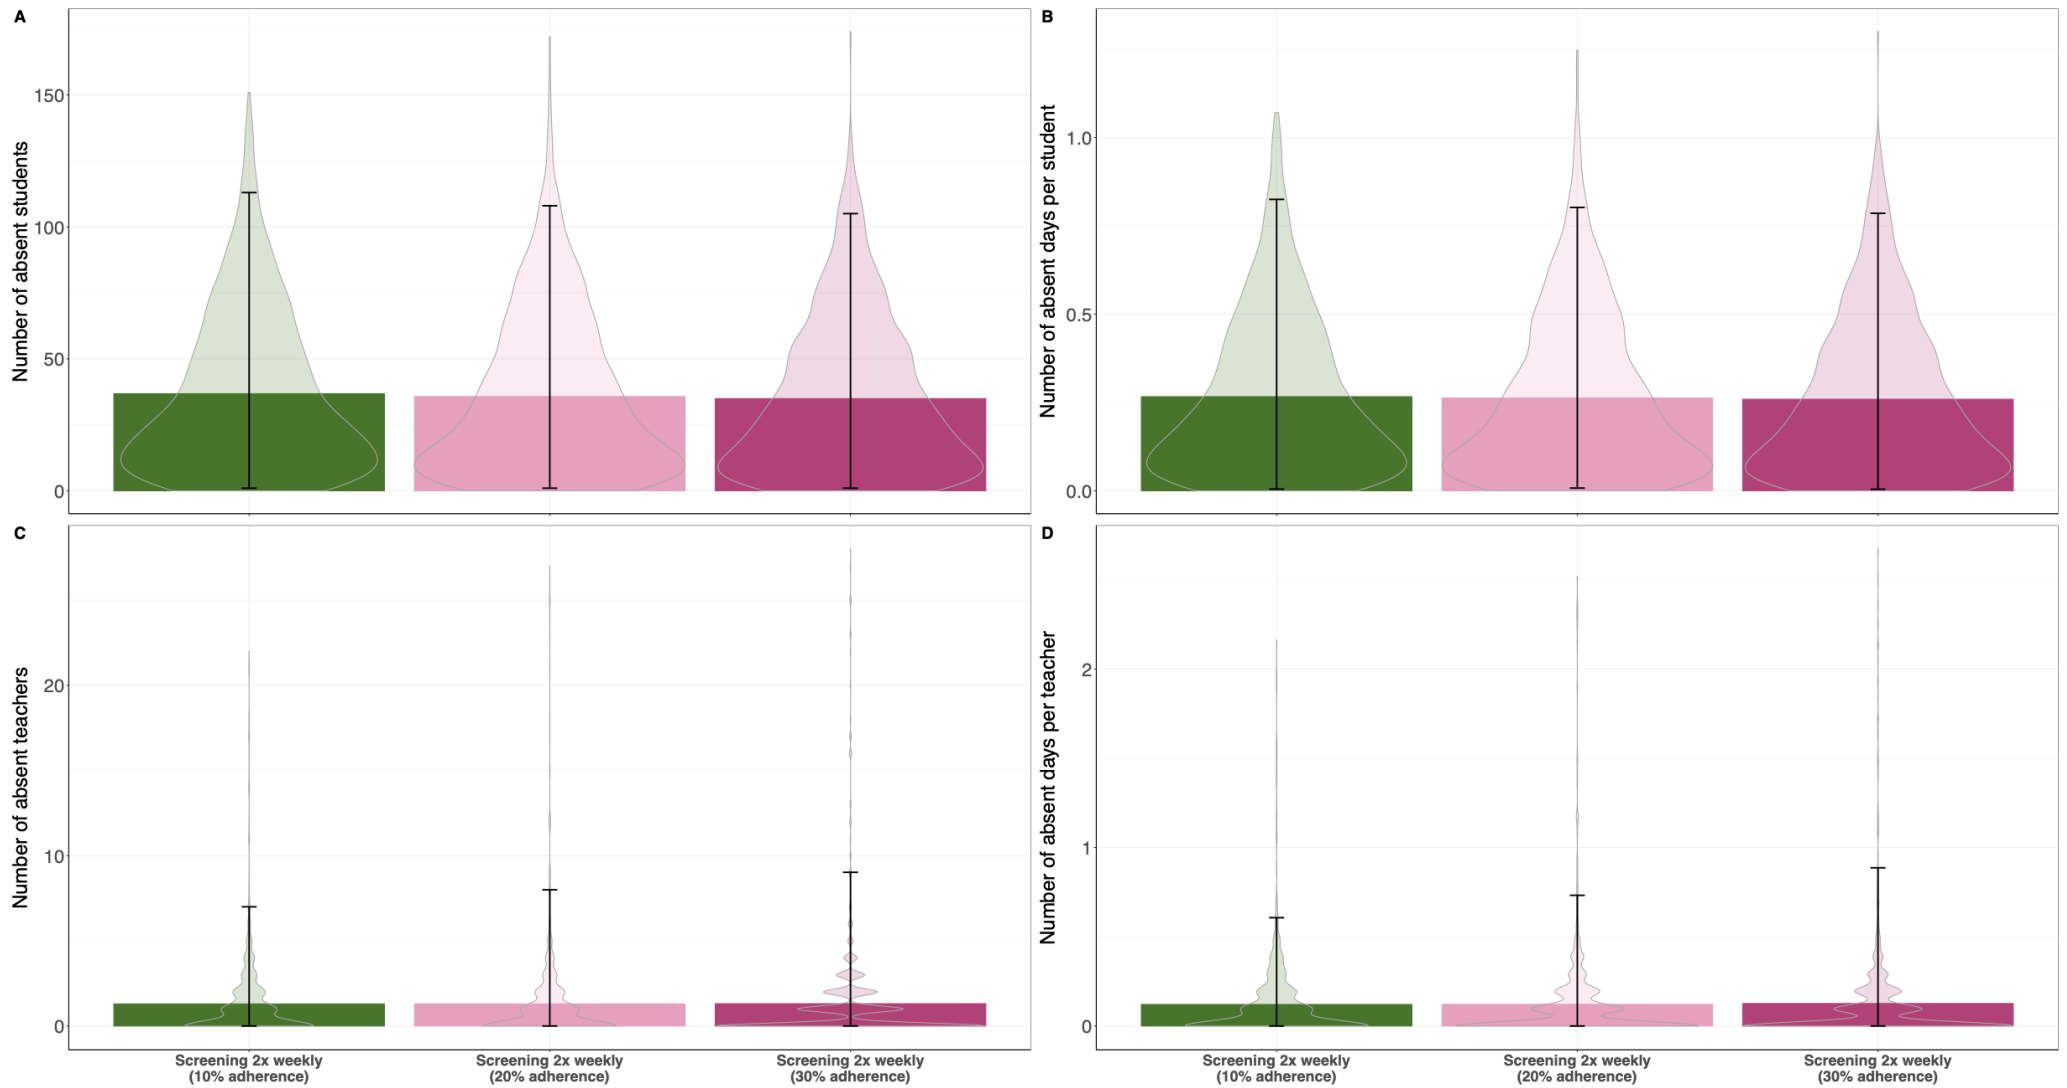 A
Number of absent students
150
100
50
0
B
Number of absent days per student
1.0
0.5
0.0
C
Number of absent teachers
20
10
0
Screening 2x weekly
(10% adherence)
Screening 2x weekly
(20% adherence)
Screening 2x weekly
(30% adherence)
D
Number of absent days per teacher
2
1
0
Screening 2x weekly
(10% adherence)
Screening 2x weekly
(20% adherence)
Screening 2x weekly
(30% adherence)